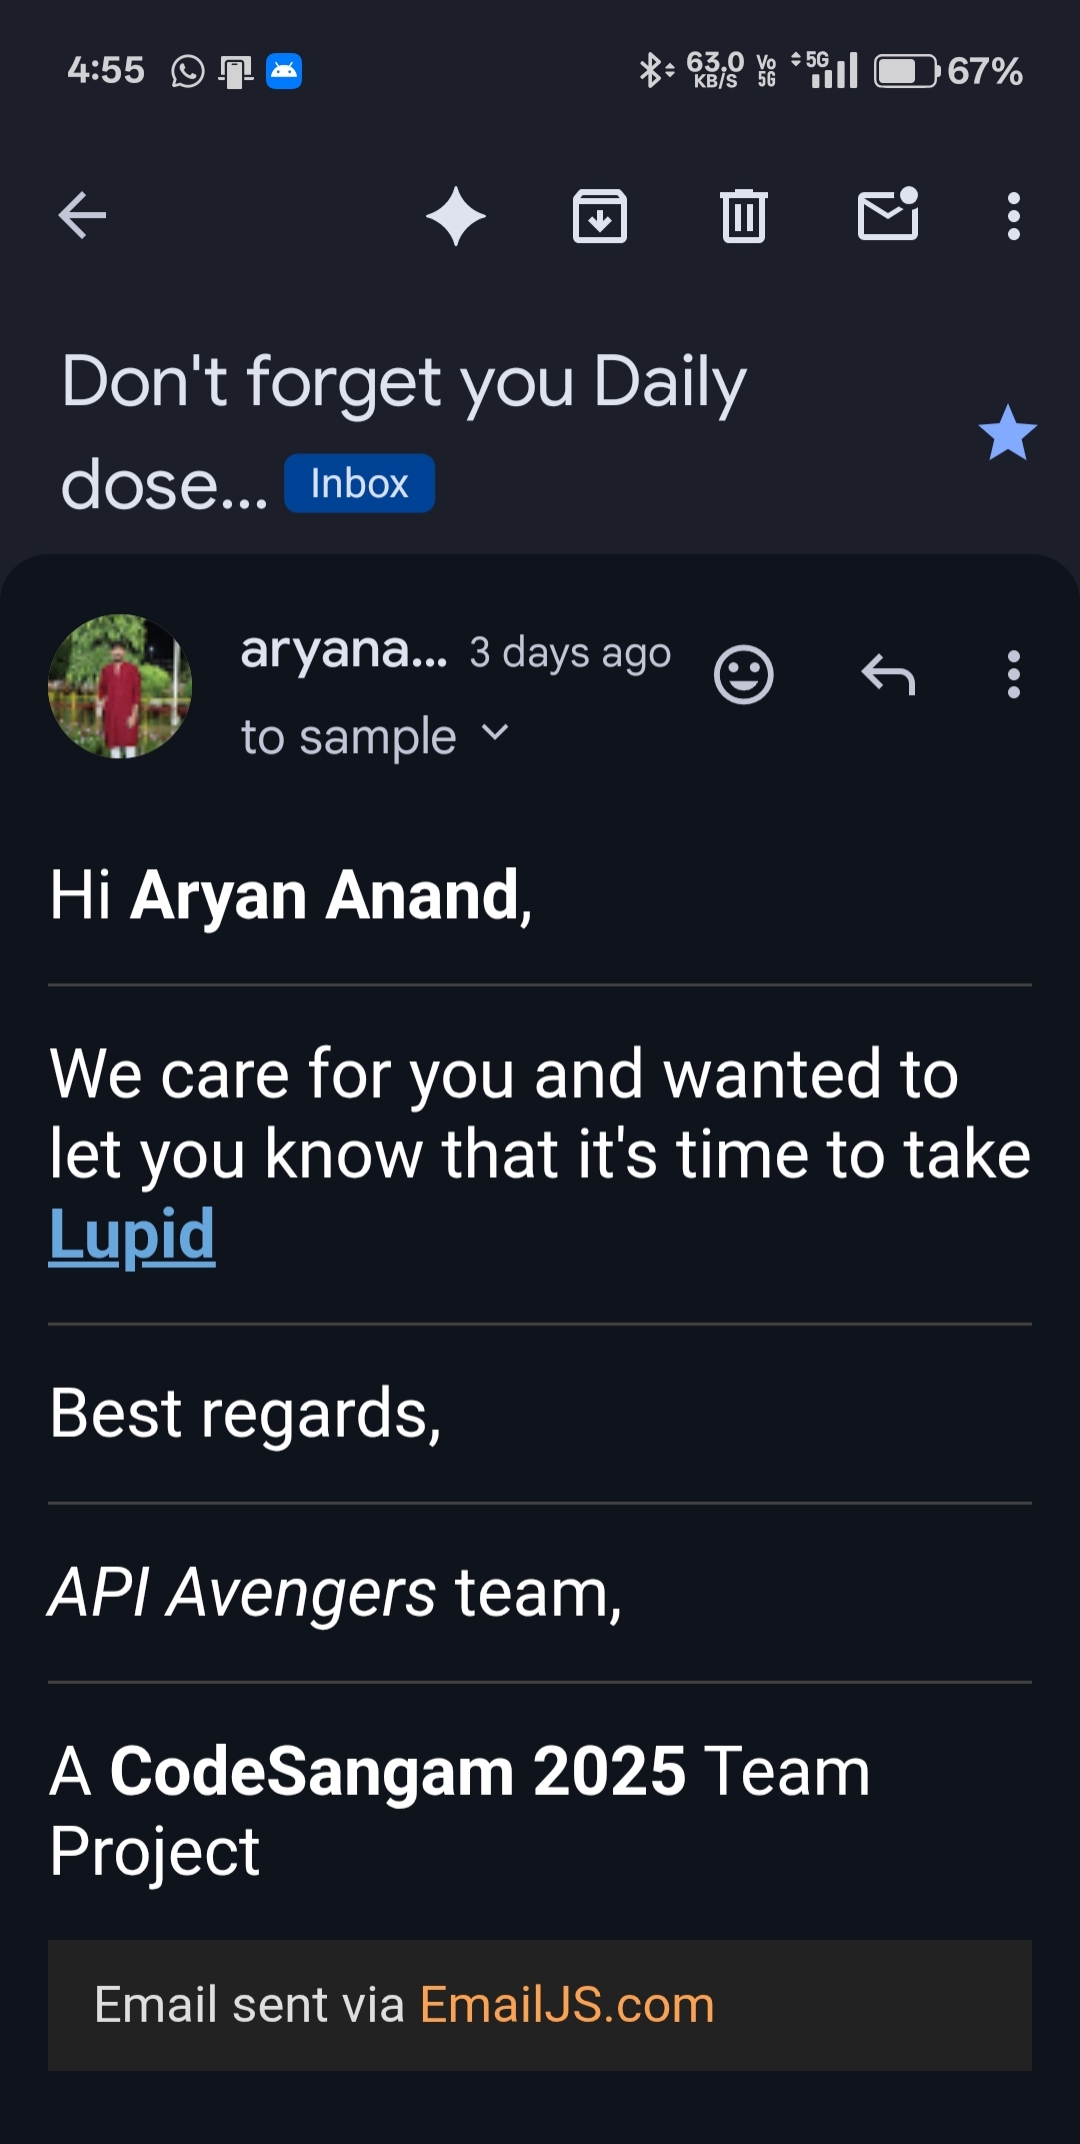 4:55
63.0
KB/S
Vo
5G
5G
67%
Don't forget you Daily
dose... Inbox
aryana... 3 days ago
to sample
Hi Aryan Anand,
We care for you and wanted to
let you know that it's time to take
Lupid
Best regards,
API Avengers team,
A CodeSangam 2025 Team
Project
Email sent via EmailJS.com